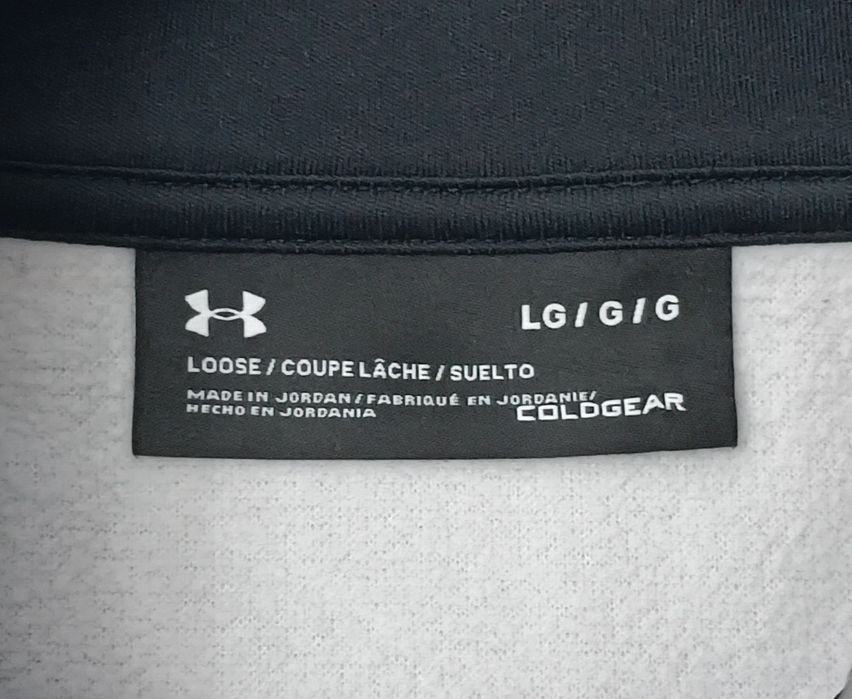 LG / G / G
LOOSE / COUPE LÂCHE / SUELTO
MADE IN JORDAN / FABRIQUÉ EN JORDANIE/
HECHO EN JORDANIA
COLDGEAR